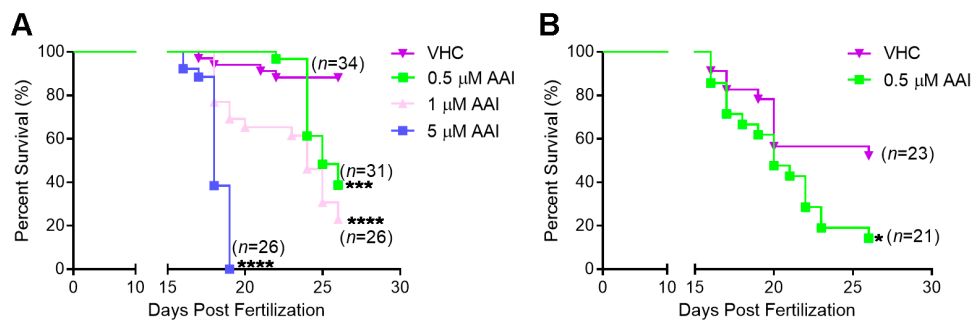 A
Percent Survival (%)
100
80
60
40
20
0
0
10
15
20
25
30
Days Post Fertilization
(n=34)
(n=31)
***
****
(n=26)
(n=26)
****
VHC
0.5 µM AAI
1 µM AAI
5 µM AAI
B
Percent Survival (%)
100
80
60
40
20
0
0
10
15
20
25
30
Days Post Fertilization
(n=23)
* (n=21)
VHC
0.5 µM AAI